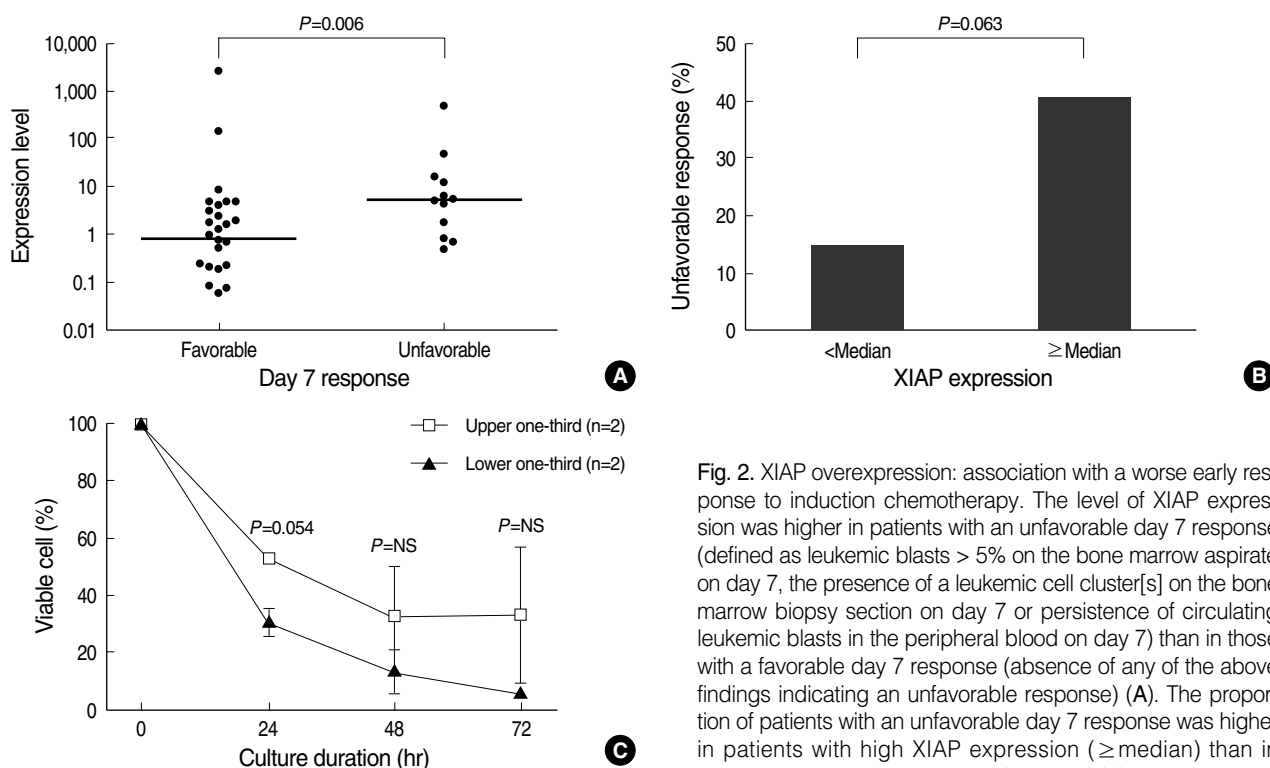 P=0.006
10,000
1,000
100
10
1
0.1
0.01
Expression level
Favorable Unfavorable
Day 7 response
A
P=0.063
50
40
30
20
10
0
Unfavorable response (%)
<Median ≥Median
XIAP expression
B
100
80
60
40
20
0
Viable cell (%)
Upper one-third (n=2)
Lower one-third (n=2)
P=0.054
P=NS
P=NS
0 24 48 72
Culture duration (hr)
C
Fig. 2. XIAP overexpression: association with a worse early res
ponse to induction chemotherapy. The level of XIAP expres
sion was higher in patients with an unfavorable day 7 response
(defined as leukemic blasts > 5% on the bone marrow aspirate
on day 7, the presence of a leukemic cell cluster[s] on the bone
marrow biopsy section on day 7 or persistence of circulating
leukemic blasts in the peripheral blood on day 7) than in those
with a favorable day 7 response (absence of any of the above
findings indicating an unfavorable response) (A). The propor
tion of patients with an unfavorable day 7 response was highe
in patients with high XIAP expression (≥median) than in